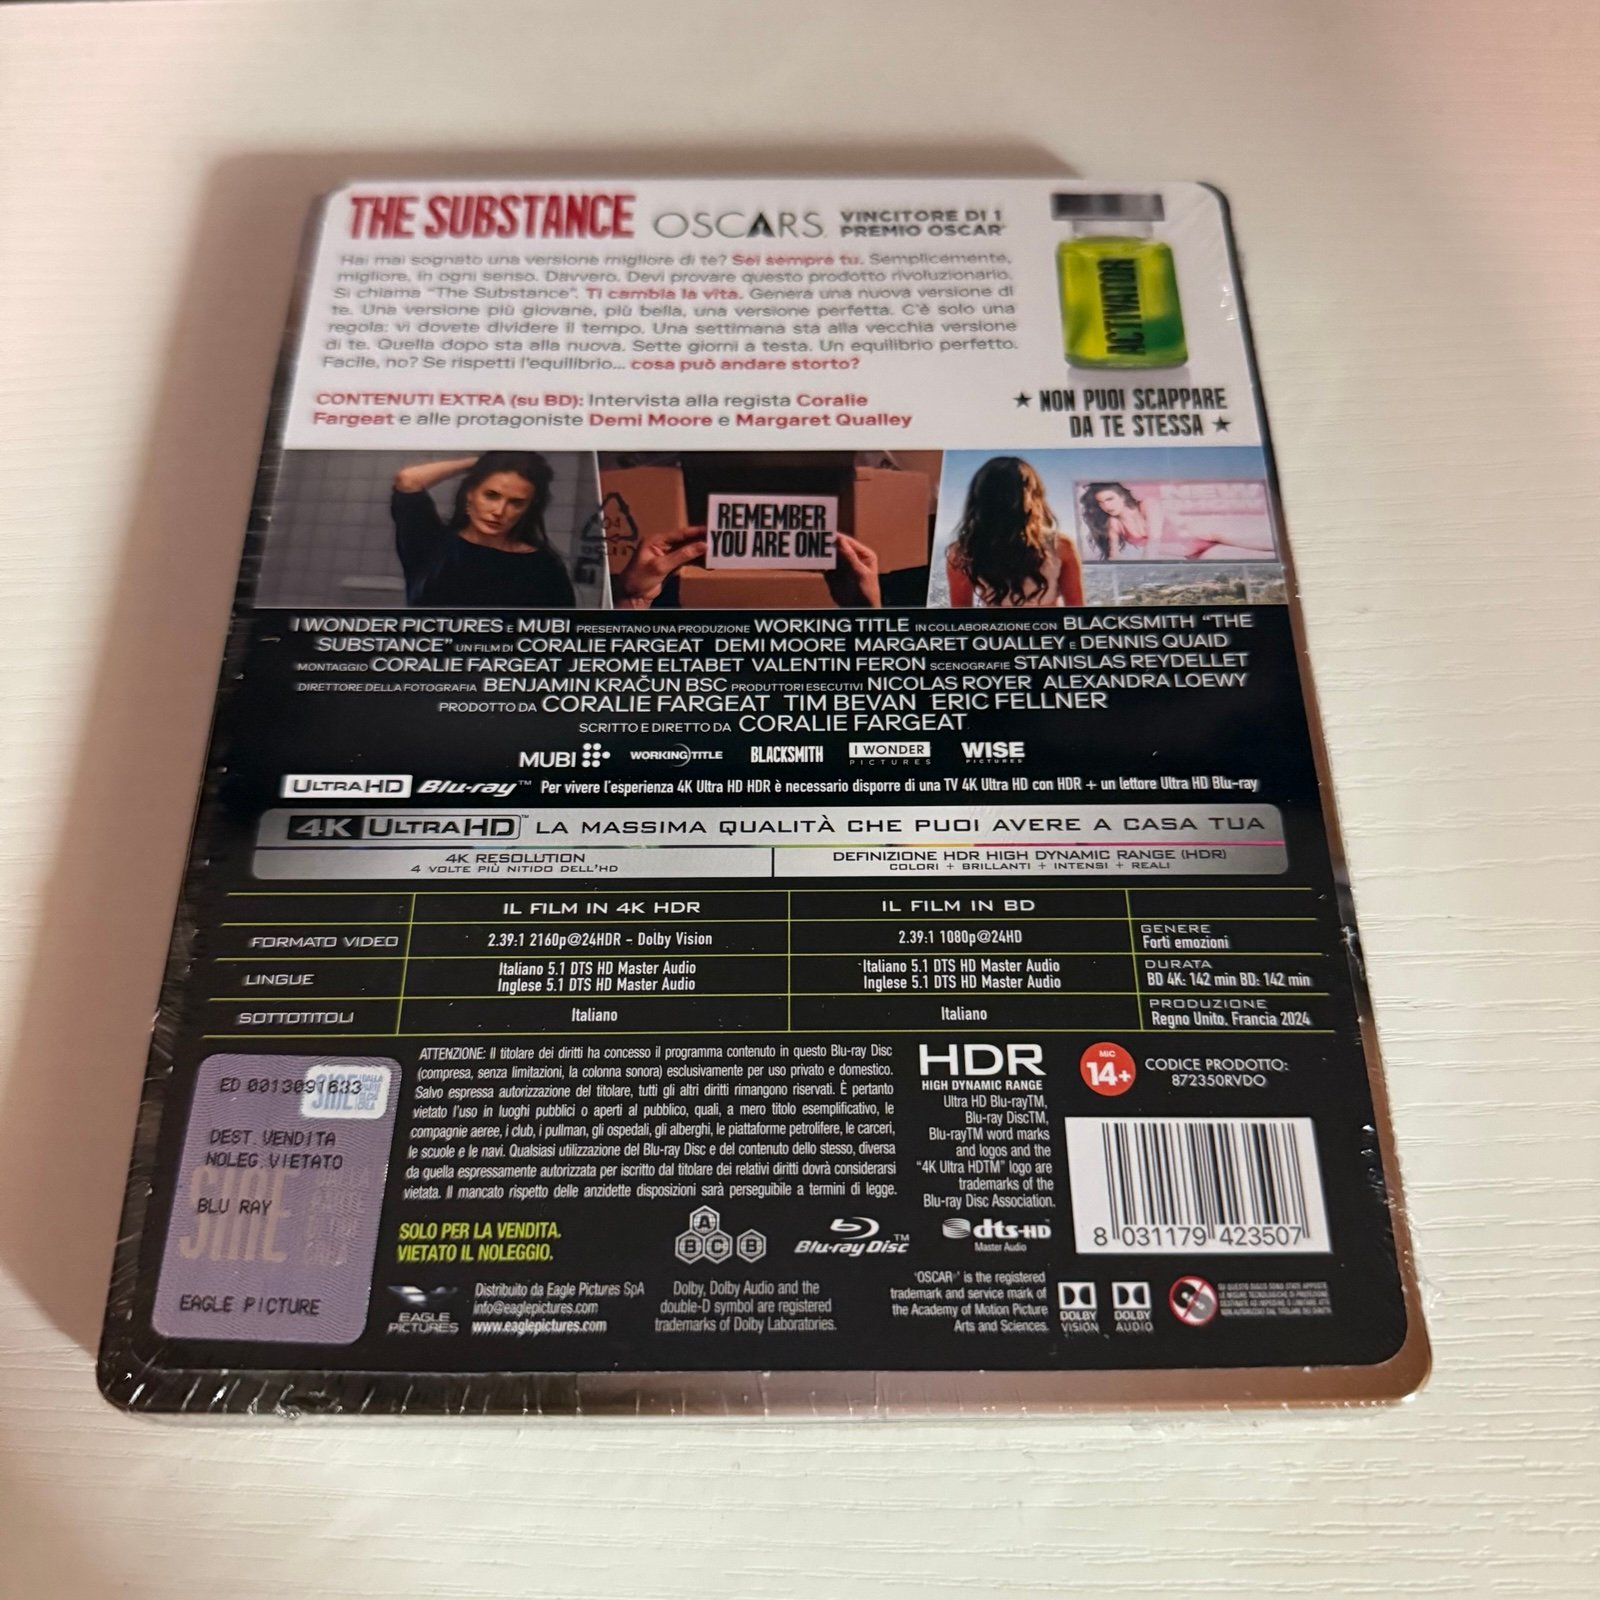 THE SUBSTANCE
OSCARS
VINCITORE DI 1
PREMIO OSCAR®
Hai mai sognato una versione migliore di te? Sei sempre tu. Semplicemente,
migliore, in ogni senso. Davvero. Devi provare questo prodotto rivoluzionario.
Si chiama "The Substance". Ti cambia la vita. Genera una nuova versione di
te. Una versione più giovane, più bella, una versione perfetta. C'è solo una
regola: vi dovete dividere il tempo. Una settimana sta alla vecchia versione
di te. Quella dopo sta alla nuova. Sette giorni a testa. Un equilibrio perfetto.
Facile, no? Se rispetti l'equilibrio... cosa può andare storto?
ACTIVATOR
CONTENUTI EXTRA (su BD): Intervista alla regista Coralie
Fargeat e alle protagoniste Demi Moore e Margaret Qualley
★ NON PUOI SCAPPARE
DA TE STESSA ★
REMEMBER
YOU ARE ONE
NEW
04
I WONDER PICTURES E MUBI PRESENTANO UNA PRODUZIONE WORKING TITLE IN COLLABORAZIONE CON BLACKSMITH "THE
SUBSTANCE" UN FILM DI CORALIE FARGEAT DEMI MOORE MARGARET QUALLEY E DENNIS QUAID
MONTAGGIO CORALIE FARGEAT JEROME ELTABET VALENTIN FERON SCENOGRAFIE STANISLAS REYDELLET
DIRETTORE DELLA FOTOGRAFIA BENJAMIN KRAČUN BSC PRODUTTORI ESECUTIVI NICOLAS ROYER ALEXANDRA LOEWY
PRODOTTO DA CORALIE FARGEAT TIM BEVAN ERIC FELLNER
SCRITTO E DIRETTO DA CORALIE FARGEAT
MUBI WORKING TITLE BLACKSMITH I WONDER PICTURES WISE PICTURES
ULTRA HD Blu-ray™ Per vivere l'esperienza 4K Ultra HD HDR è necessario disporre di una TV 4K Ultra HD con HDR + un lettore Ultra HD Blu-ray
4K ULTRA HD™ LA MASSIMA QUALITÀ CHE PUOI AVERE A CASA TUA
4K RESOLUTION
4 VOLTE PIÙ NITIDO DELL'HD
DEFINIZIONE HDR HIGH DYNAMIC RANGE (HDR)
COLORI + BRILLANTI + INTENSI + REALI
IL FILM IN 4K HDR
IL FILM IN BD
FORMATO VIDEO
2.39:1 2160p@24HDR - Dolby Vision
2.39:1 1080p@24HD
GENERE
Forti emozioni
LINGUE
Italiano 5.1 DTS HD Master Audio
Inglese 5.1 DTS HD Master Audio
Italiano 5.1 DTS HD Master Audio
Inglese 5.1 DTS HD Master Audio
DURATA
BD 4K: 142 min BD: 142 min
SOTTOTITOLI
Italiano
Italiano
PRODUZIONE
Regno Unito, Francia 2024
ED 0013091633
SIAE
DEST.VENDITA
NOLEG.VIETATO
BLU RAY
EAGLE PICTURE
ATTENZIONE: Il titolare dei diritti ha concesso il programma contenuto in questo Blu-ray Disc
(compresa, senza limitazioni, la colonna sonora) esclusivamente per uso privato e domestico.
Salvo espressa autorizzazione del titolare, tutti gli altri diritti rimangono riservati. È pertanto
vietato l'uso in luoghi pubblici o aperti al pubblico, quali, a mero titolo esemplificativo, le
compagnie aeree, i club, i pullman, gli ospedali, gli alberghi, le piattaforme petrolifere, le carceri,
le scuole e le navi. Qualsiasi utilizzazione del Blu-ray Disc e del contenuto dello stesso, diversa
da quella espressamente autorizzata per iscritto dal titolare dei relativi diritti dovrà considerarsi
vietata. Il mancato rispetto delle anzidette disposizioni sarà perseguibile a termini di legge.
HDR
HIGH DYNAMIC RANGE
Ultra HD Blu-rayTM,
Blu-ray DiscTM,
Blu-rayTM word marks
and logos and the
"4K Ultra HDTM" logo are
trademarks of the
Blu-ray Disc Association.
MIC
14+
CODICE PRODOTTO:
872350RVDO
8 031179 423507
SOLO PER LA VENDITA.
VIETATO IL NOLEGGIO.
A
B C B
Blu-ray Disc™
dts-HD
Master Audio
EAGLE
PICTURES
Distribuito da Eagle Pictures SpA
info@eaglepictures.com
www.eaglepictures.com
Dolby, Dolby Audio and the
double-D symbol are registered
trademarks of Dolby Laboratories.
"OSCAR®" is the registered
trademark and service mark of
the Academy of Motion Picture
Arts and Sciences.
DOLBY
VISION
DOLBY
AUDIO